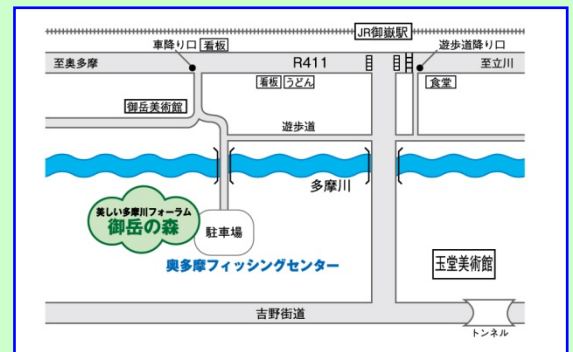 JR御嶽駅
車降り口 看板
遊歩道降り口
至奥多摩
R411
至立川
看板 うどん
食堂
御岳美術館
遊歩道
多摩川
美しい多摩川フォーラム
御岳の森
駐車場
奥多摩フィッシングセンター
玉堂美術館
吉野街道
トンネル